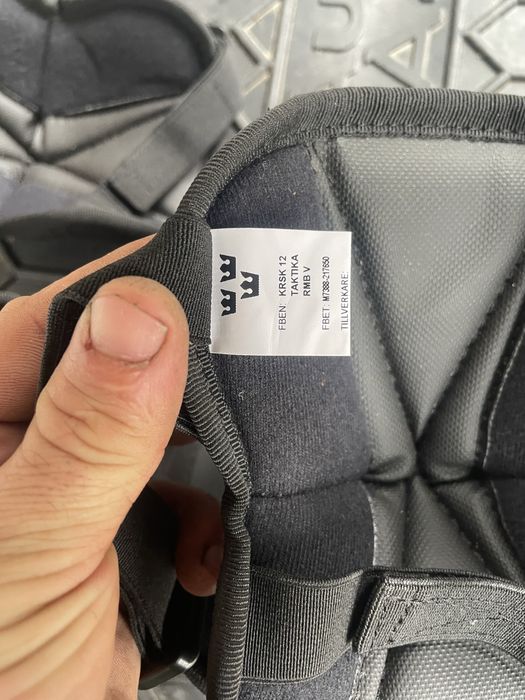 FBEN: KRSK 12
TAKTIKA
RMB V
FBET: M7388-217650
TILLVERKARE: